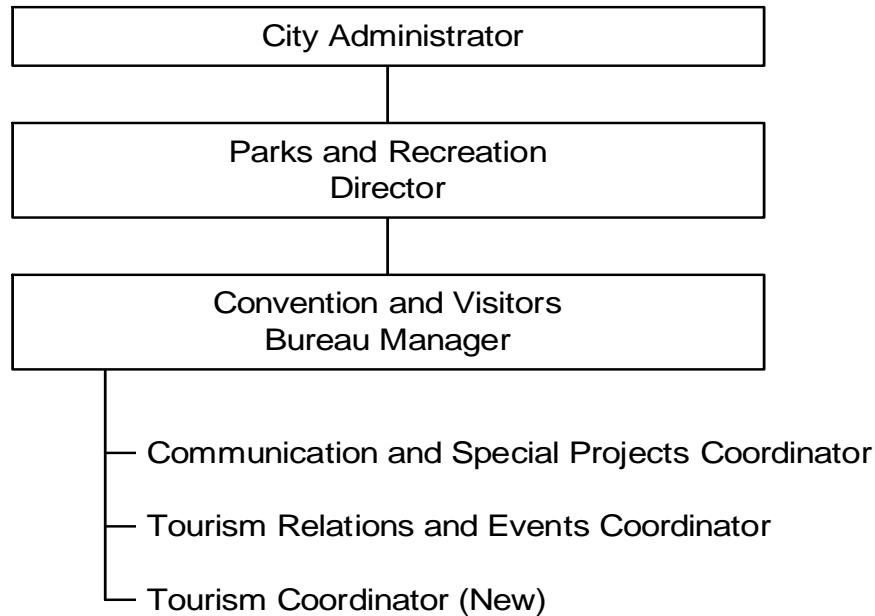 City Administrator
Parks and Recreation
Director
Convention and Visitors
Bureau Manager
Communication and Special Projects Coordinator
Tourism Relations and Events Coordinator
Tourism Coordinator (New)